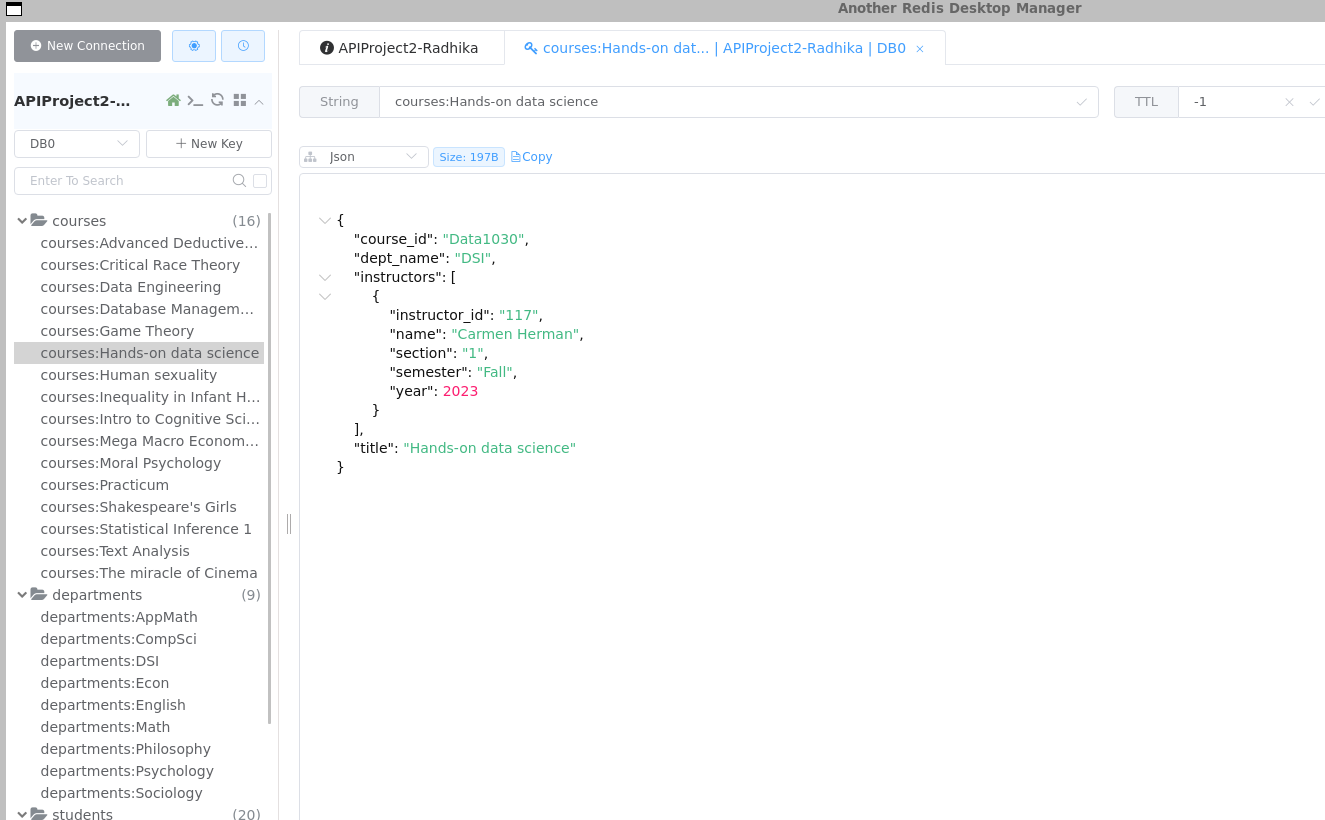 Another Redis Desktop Manager
New Connection
APIProject2-Radhika
courses:Hands-on dat... | APIProject2-Radhika | DB0
APIProject2-...
String
courses:Hands-on data science
TTL
-1
DB0
New Key
Json
Size: 197B
Copy
Enter To Search
courses (16)
courses:Advanced Deductive...
courses:Critical Race Theory
courses:Data Engineering
courses:Database Managem...
courses:Game Theory
courses:Hands-on data science
courses:Human sexuality
courses:Inequality in Infant H...
courses:Intro to Cognitive Sci...
courses:Mega Macro Econom...
courses:Moral Psychology
courses:Practicum
courses:Shakespeare's Girls
courses:Statistical Inference 1
courses:Text Analysis
courses:The miracle of Cinema
departments (9)
departments:AppMath
departments:CompSci
departments:DSI
departments:Econ
departments:English
departments:Math
departments:Philosophy
departments:Psychology
departments:Sociology
students (20)
{
"course_id": "Data1030",
"dept_name": "DSI",
"instructors": [
{
"instructor_id": "117",
"name": "Carmen Herman",
"section": "1",
"semester": "Fall",
"year": 2023
}
],
"title": "Hands-on data science"
}